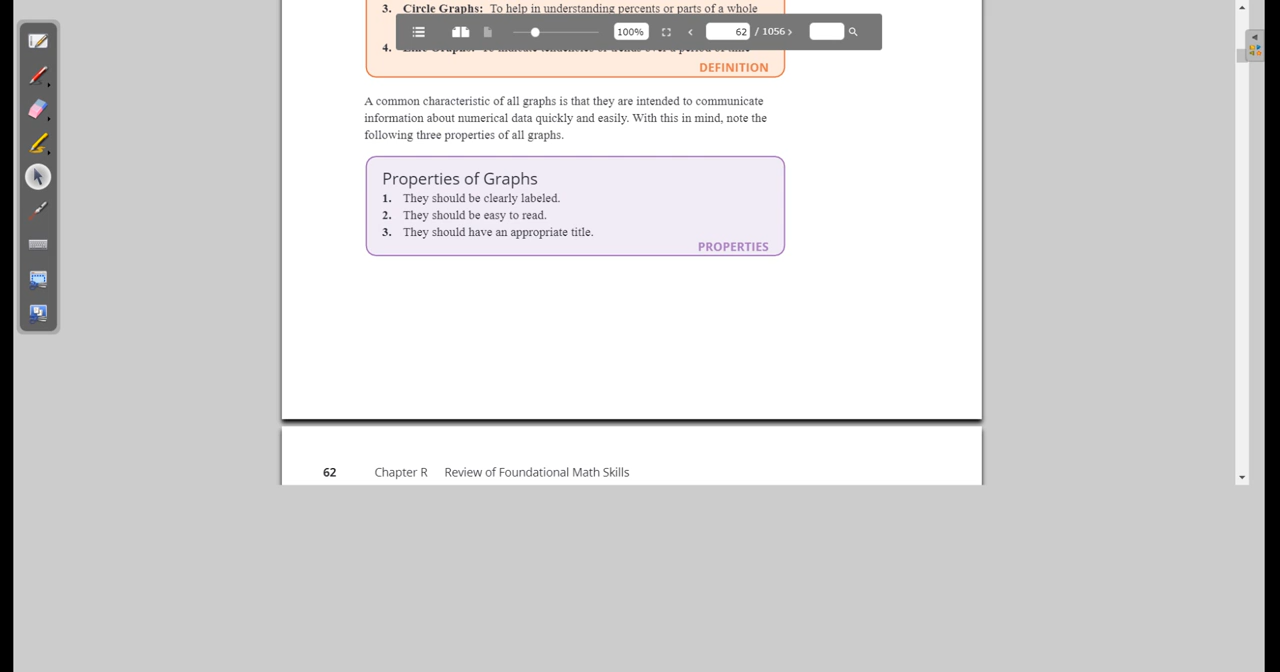 3. Circle Graphs: To help in understanding percents or parts of a whole
100%
62 / 1056
4.
DEFINITION
A common characteristic of all graphs is that they are intended to communicate
information about numerical data quickly and easily. With this in mind, note the
following three properties of all graphs.
Properties of Graphs
1. They should be clearly labeled.
2. They should be easy to read.
3. They should have an appropriate title.
PROPERTIES
62 Chapter R Review of Foundational Math Skills